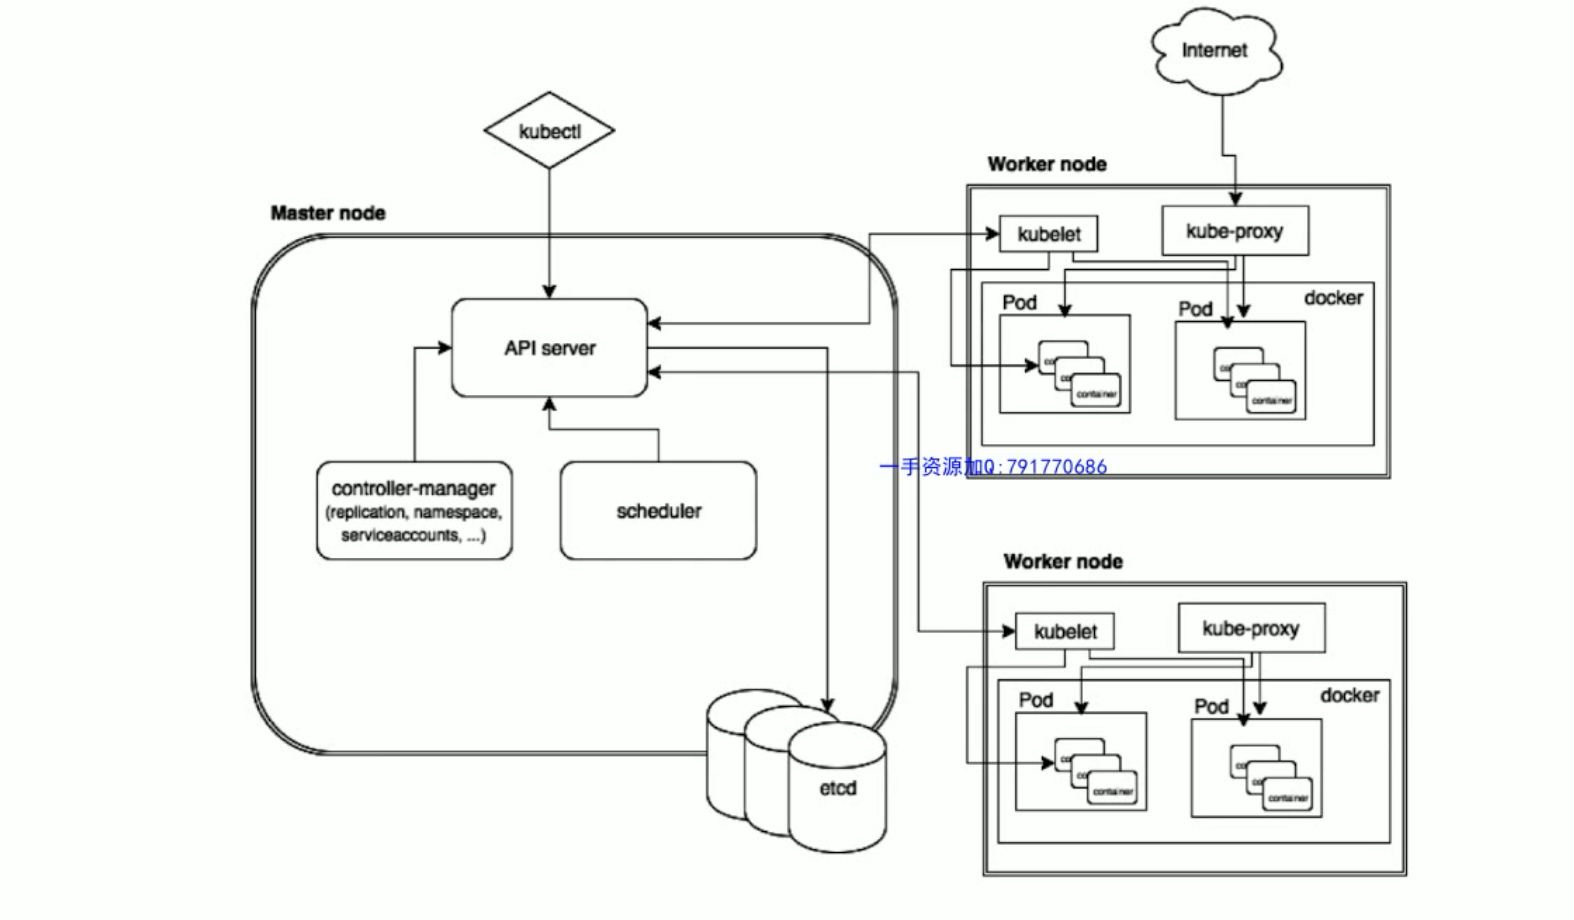 Internet
kubectl
Master node
API server
controller-manager
(replication, namespace,
serviceaccounts, ...)
scheduler
etcd
Worker node
kubelet
kube-proxy
docker
Pod
co
co
container
Pod
co
co
container
一手资源加Q:791770686
Worker node
kubelet
kube-proxy
docker
Pod
co
co
container
Pod
co
co
container